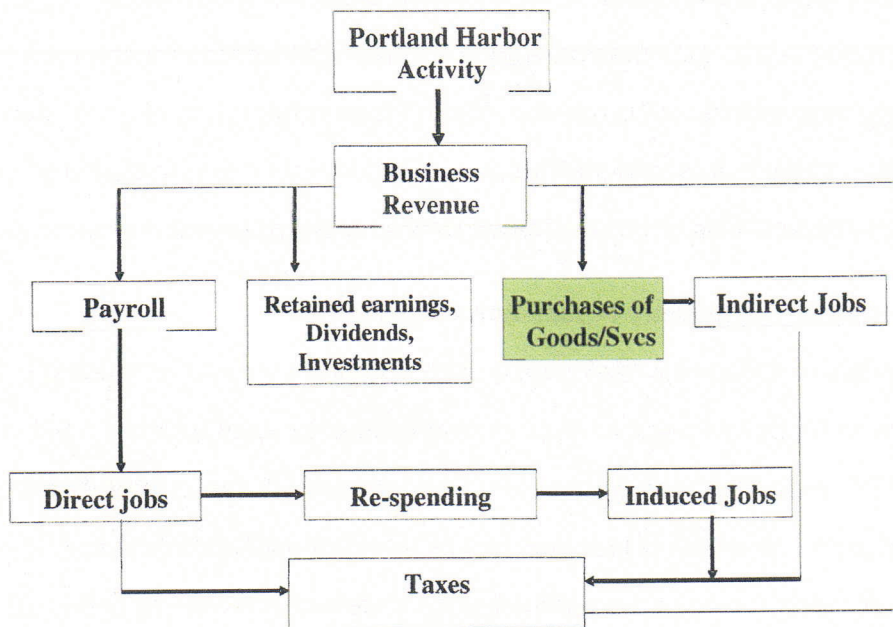 Portland Harbor
Activity
Business
Revenue
Payroll
Retained earnings,
Dividends,
Investments
Purchases of
Goods/Svcs
Indirect Jobs
Direct jobs
Re-spending
Induced Jobs
Taxes